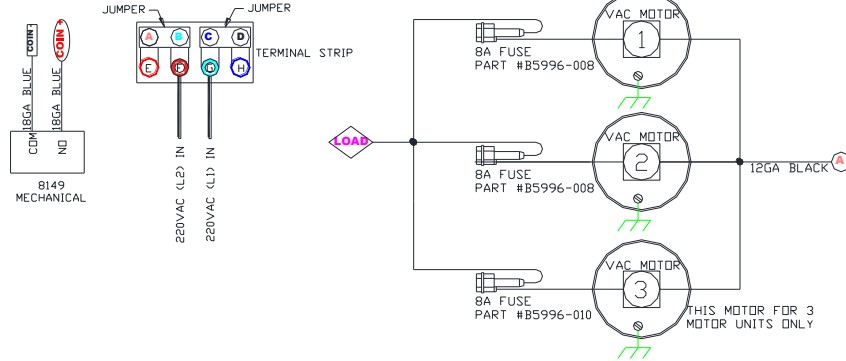 COIN-
COIN +
18GA BLUE
18GA BLUE
COM
NO
8149
MECHANICAL
JUMPER
JUMPER
A
B
C
D
TERMINAL STRIP
E
F
G
H
220VAC (L2) IN
220VAC (L1) IN
LOAD
8A FUSE
PART #B5996-008
VAC MOTOR
1
8A FUSE
PART #B5996-008
VAC MOTOR
2
12GA BLACK
A
8A FUSE
PART #B5996-010
VAC MOTOR
3
THIS MOTOR FOR 3
MOTOR UNITS ONLY